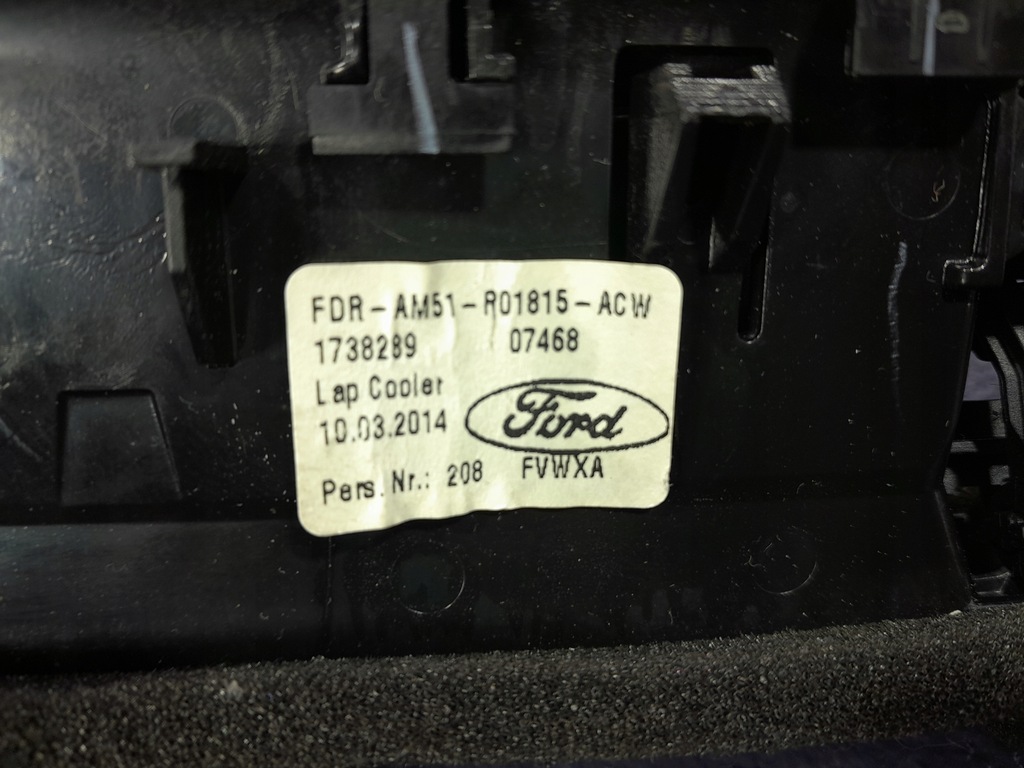 FDR-AM51-R01815-ACW
1738289 07468
Lap Cooler
10.03.2014
Ford
Pers.Nr.: 208 FVWXA